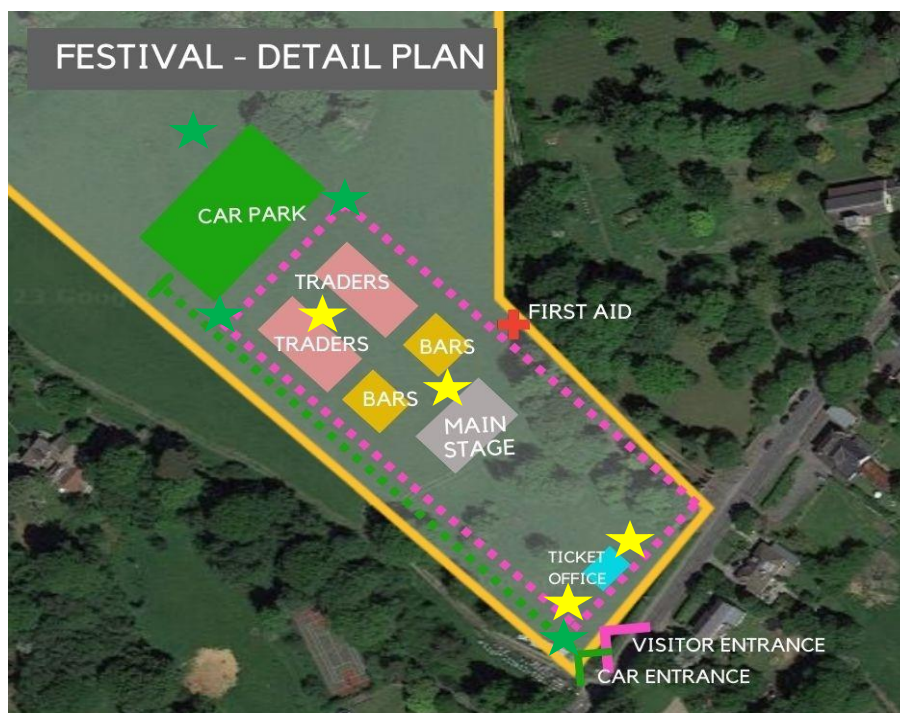 FESTIVAL - DETAIL PLAN
CAR PARK
TRADERS
FIRST AID
TRADERS
BARS
BARS
MAIN
STAGE
TICKET
OFFICE
VISITOR ENTRANCE
CAR ENTRANCE